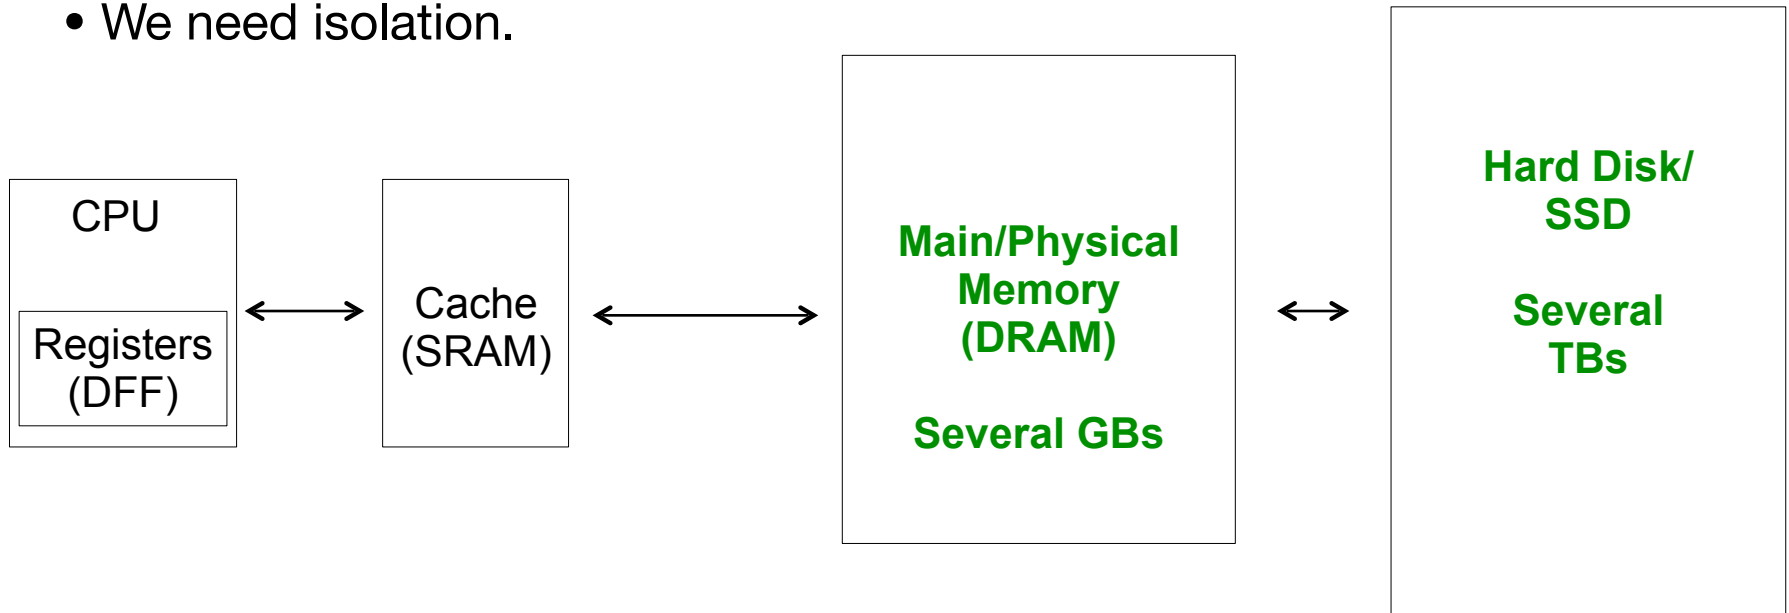 • We need isolation.
CPU
Registers
(DFF)
Cache
(SRAM)
Main/Physical
Memory
(DRAM)
Several GBs
Hard Disk/
SSD
Several
TBs